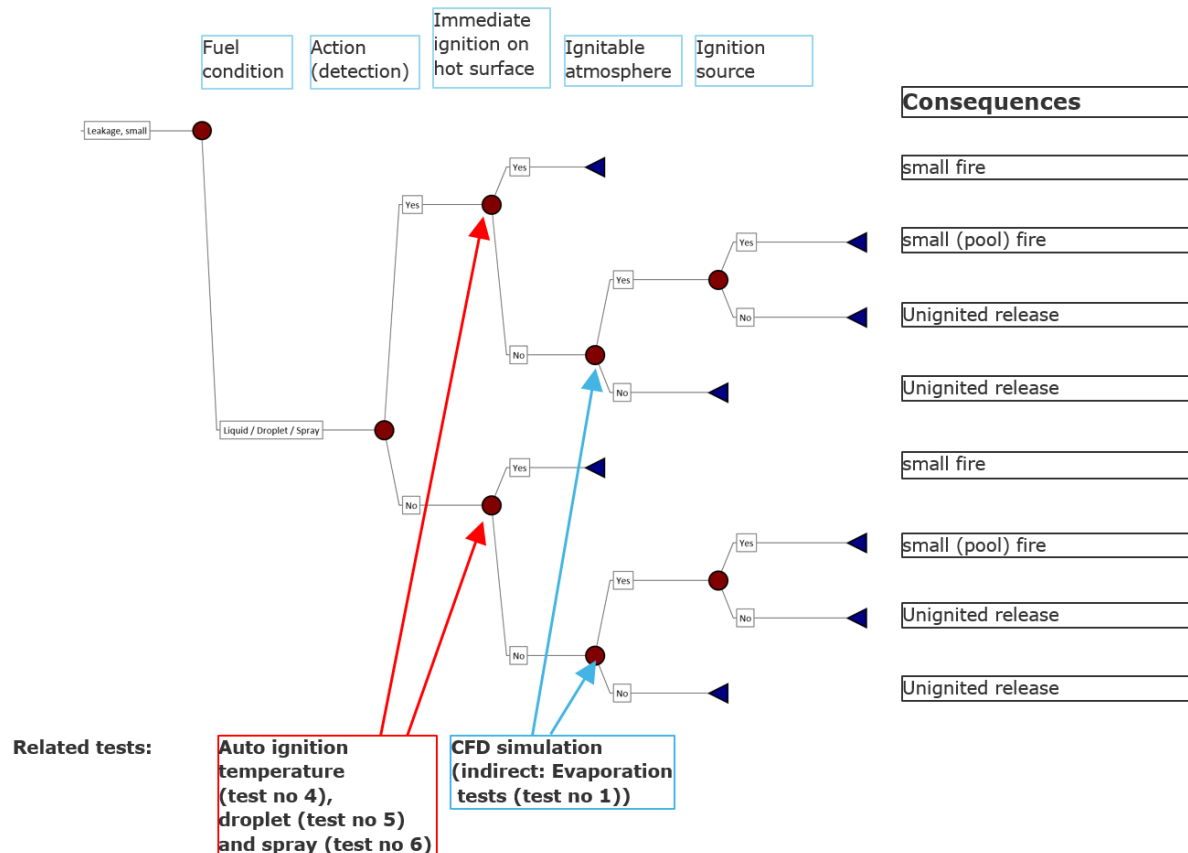 Fuel
condition
Action
(detection)
Immediate
ignition on
hot surface
Ignitable
atmosphere
Ignition
source
Consequences
Leakage, small
Yes
small fire
Yes
Yes
small (pool) fire
Yes
No
Unignited release
No
No
Unignited release
Liquid / Droplet / Spray
Yes
small fire
No
Yes
small (pool) fire
Yes
No
Unignited release
No
No
Unignited release
Related tests:
Auto ignition
temperature
(test no 4),
droplet (test no 5)
and spray (test no 6)
CFD simulation
(indirect: Evaporation
tests (test no 1))